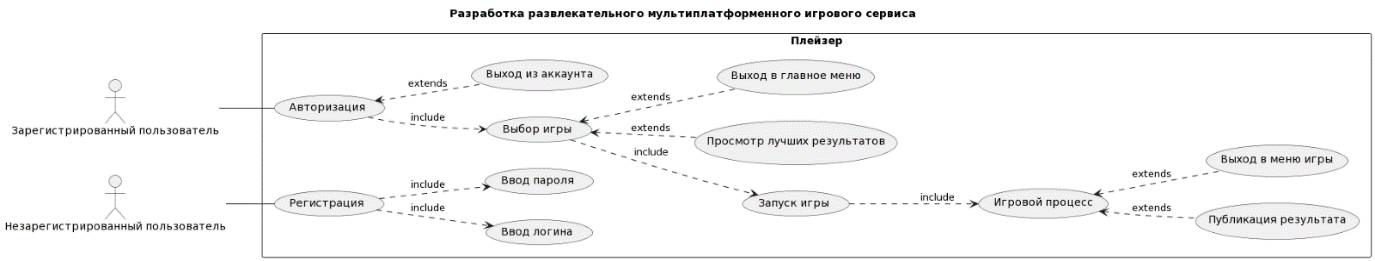 Разработка развлекательного мультиплатформенного игрового сервиса
Плейзер
Выход из аккаунта
Выход в главное меню
extends
extends
Авторизация
Зарегистрированный пользователь
include
Выбор игры
extends
Просмотр лучших результатов
include
Выход в меню игры
extends
include
Ввод пароля
Регистрация
Незарегистрированный пользователь
include
Ввод логина
Запуск игры
include
Игровой процесс
extends
Публикация результата